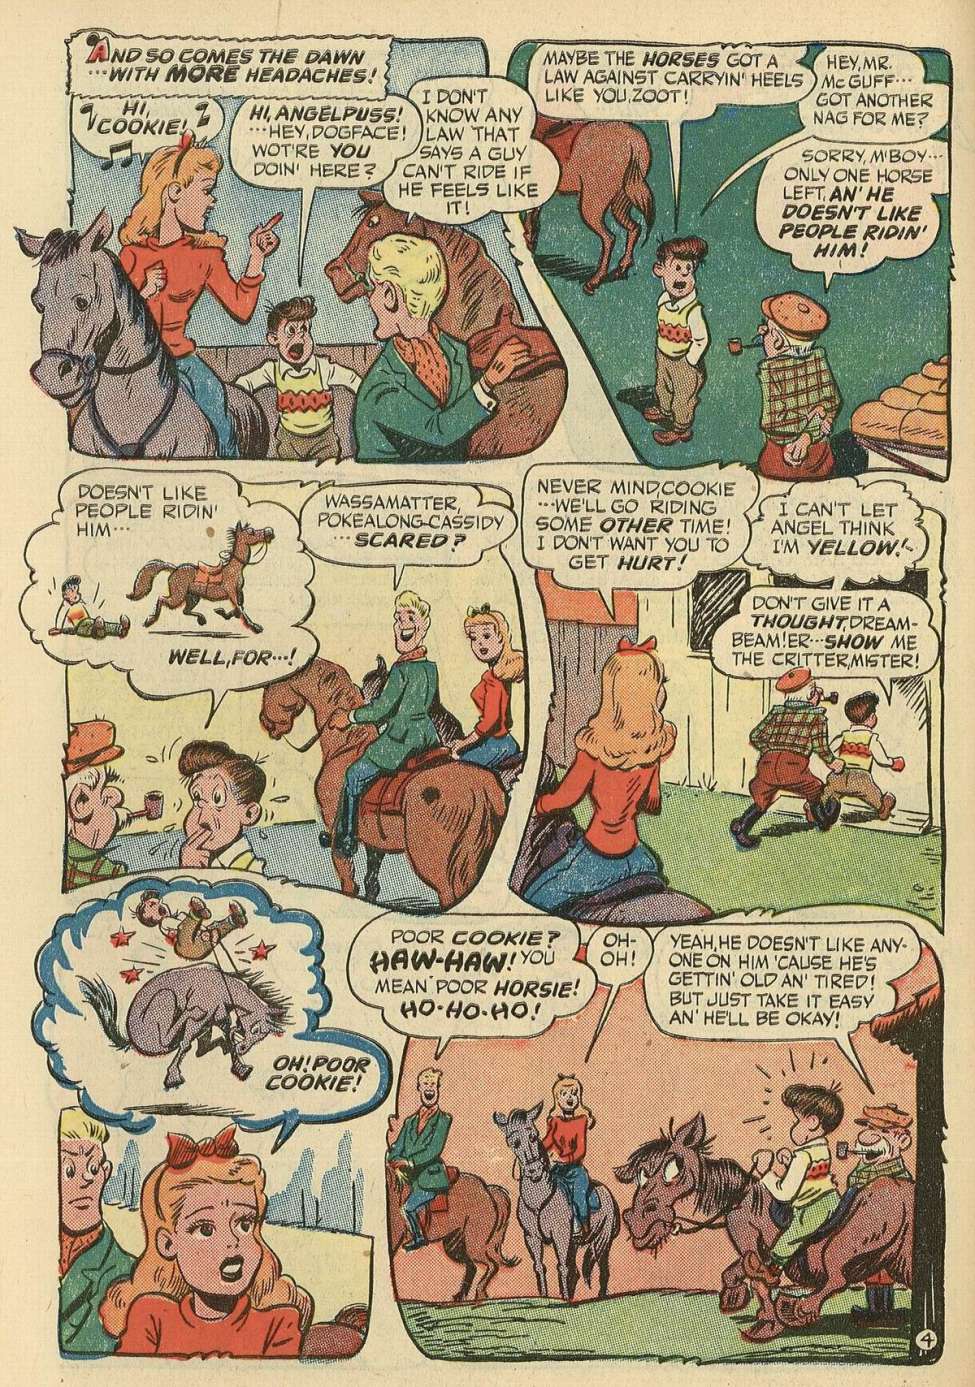 AND SO COMES THE DAWN
...WITH MORE HEADACHES!
HI,
COOKIE!
HI, ANGELPUSS!
...HEY, DOGFACE!
WOT'RE YOU
DOIN' HERE?
I DON'T
KNOW ANY
LAW THAT
SAYS A GUY
CAN'T RIDE IF
HE FEELS LIKE
IT!
MAYBE THE HORSES GOT A
LAW AGAINST CARRYIN' HEELS
LIKE YOU, ZOOT!
HEY, MR.
McGUFF...
GOT ANOTHER
NAG FOR ME?
SORRY, M'BOY...
ONLY ONE HORSE
LEFT, AN' HE
DOESN'T LIKE
PEOPLE RIDIN'
HIM!
DOESN'T LIKE
PEOPLE RIDIN'
HIM...
WELL, FOR...!
WASSAMATTER,
POKEALONG-CASSIDY
...SCARED?
NEVER MIND, COOKIE
...WE'LL GO RIDING
SOME OTHER TIME!
I DON'T WANT YOU TO
GET HURT!
I CAN'T LET
ANGEL THINK
I'M YELLOW!
DON'T GIVE IT A
THOUGHT, DREAM-
BEAM!ER...SHOW ME
THE CRITTER, MISTER!
OH! POOR
COOKIE!
POOR COOKIE?
HAW-HAW! YOU
MEAN POOR HORSIE!
HO-HO-HO!
OH-
OH!
YEAH, HE DOESN'T LIKE ANY-
ONE ON HIM 'CAUSE HE'S
GETTIN' OLD AN' TIRED!
BUT JUST TAKE IT EASY
AN' HE'LL BE OKAY!
4